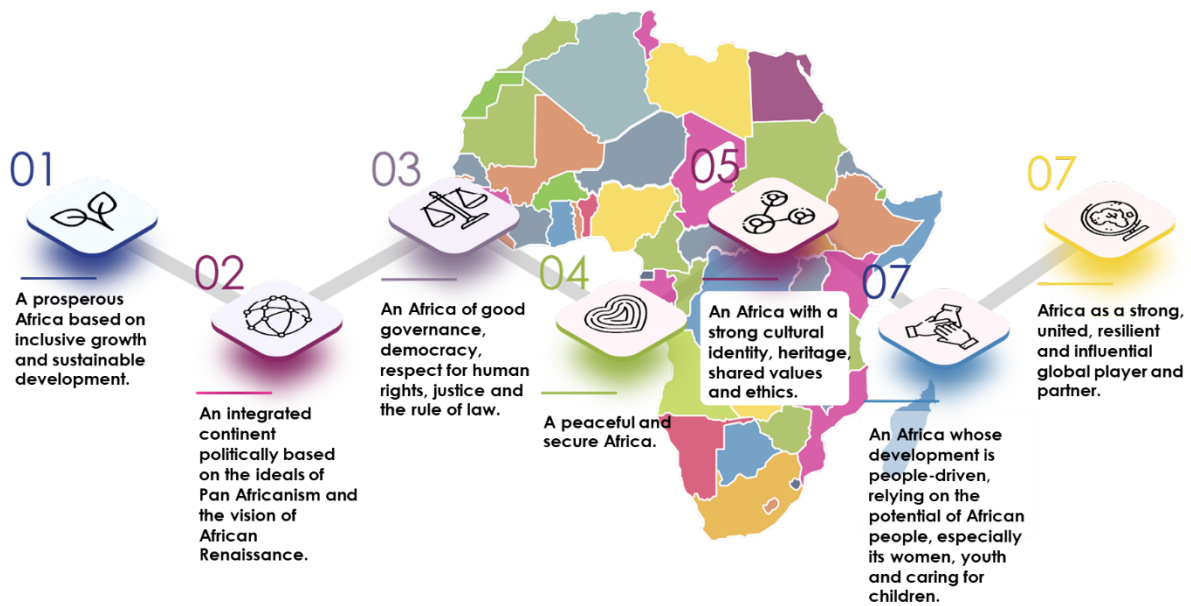 01
A prosperous
Africa based on
inclusive growth
and sustainable
development.
02
An integrated
continent
politically based
on the ideals of
Pan Africanism and
the vision of
African
Renaissance.
03
An Africa of good
governance,
democracy,
respect for human
rights, justice and
the rule of law.
04
A peaceful and
secure Africa.
05
An Africa with a
strong cultural
identity, heritage,
shared values
and ethics.
07
An Africa whose
development is
people-driven,
relying on the
potential of African
people, especially
its women, youth
and caring for
children.
07
Africa as a strong,
united, resilient
and influential
global player and
partner.